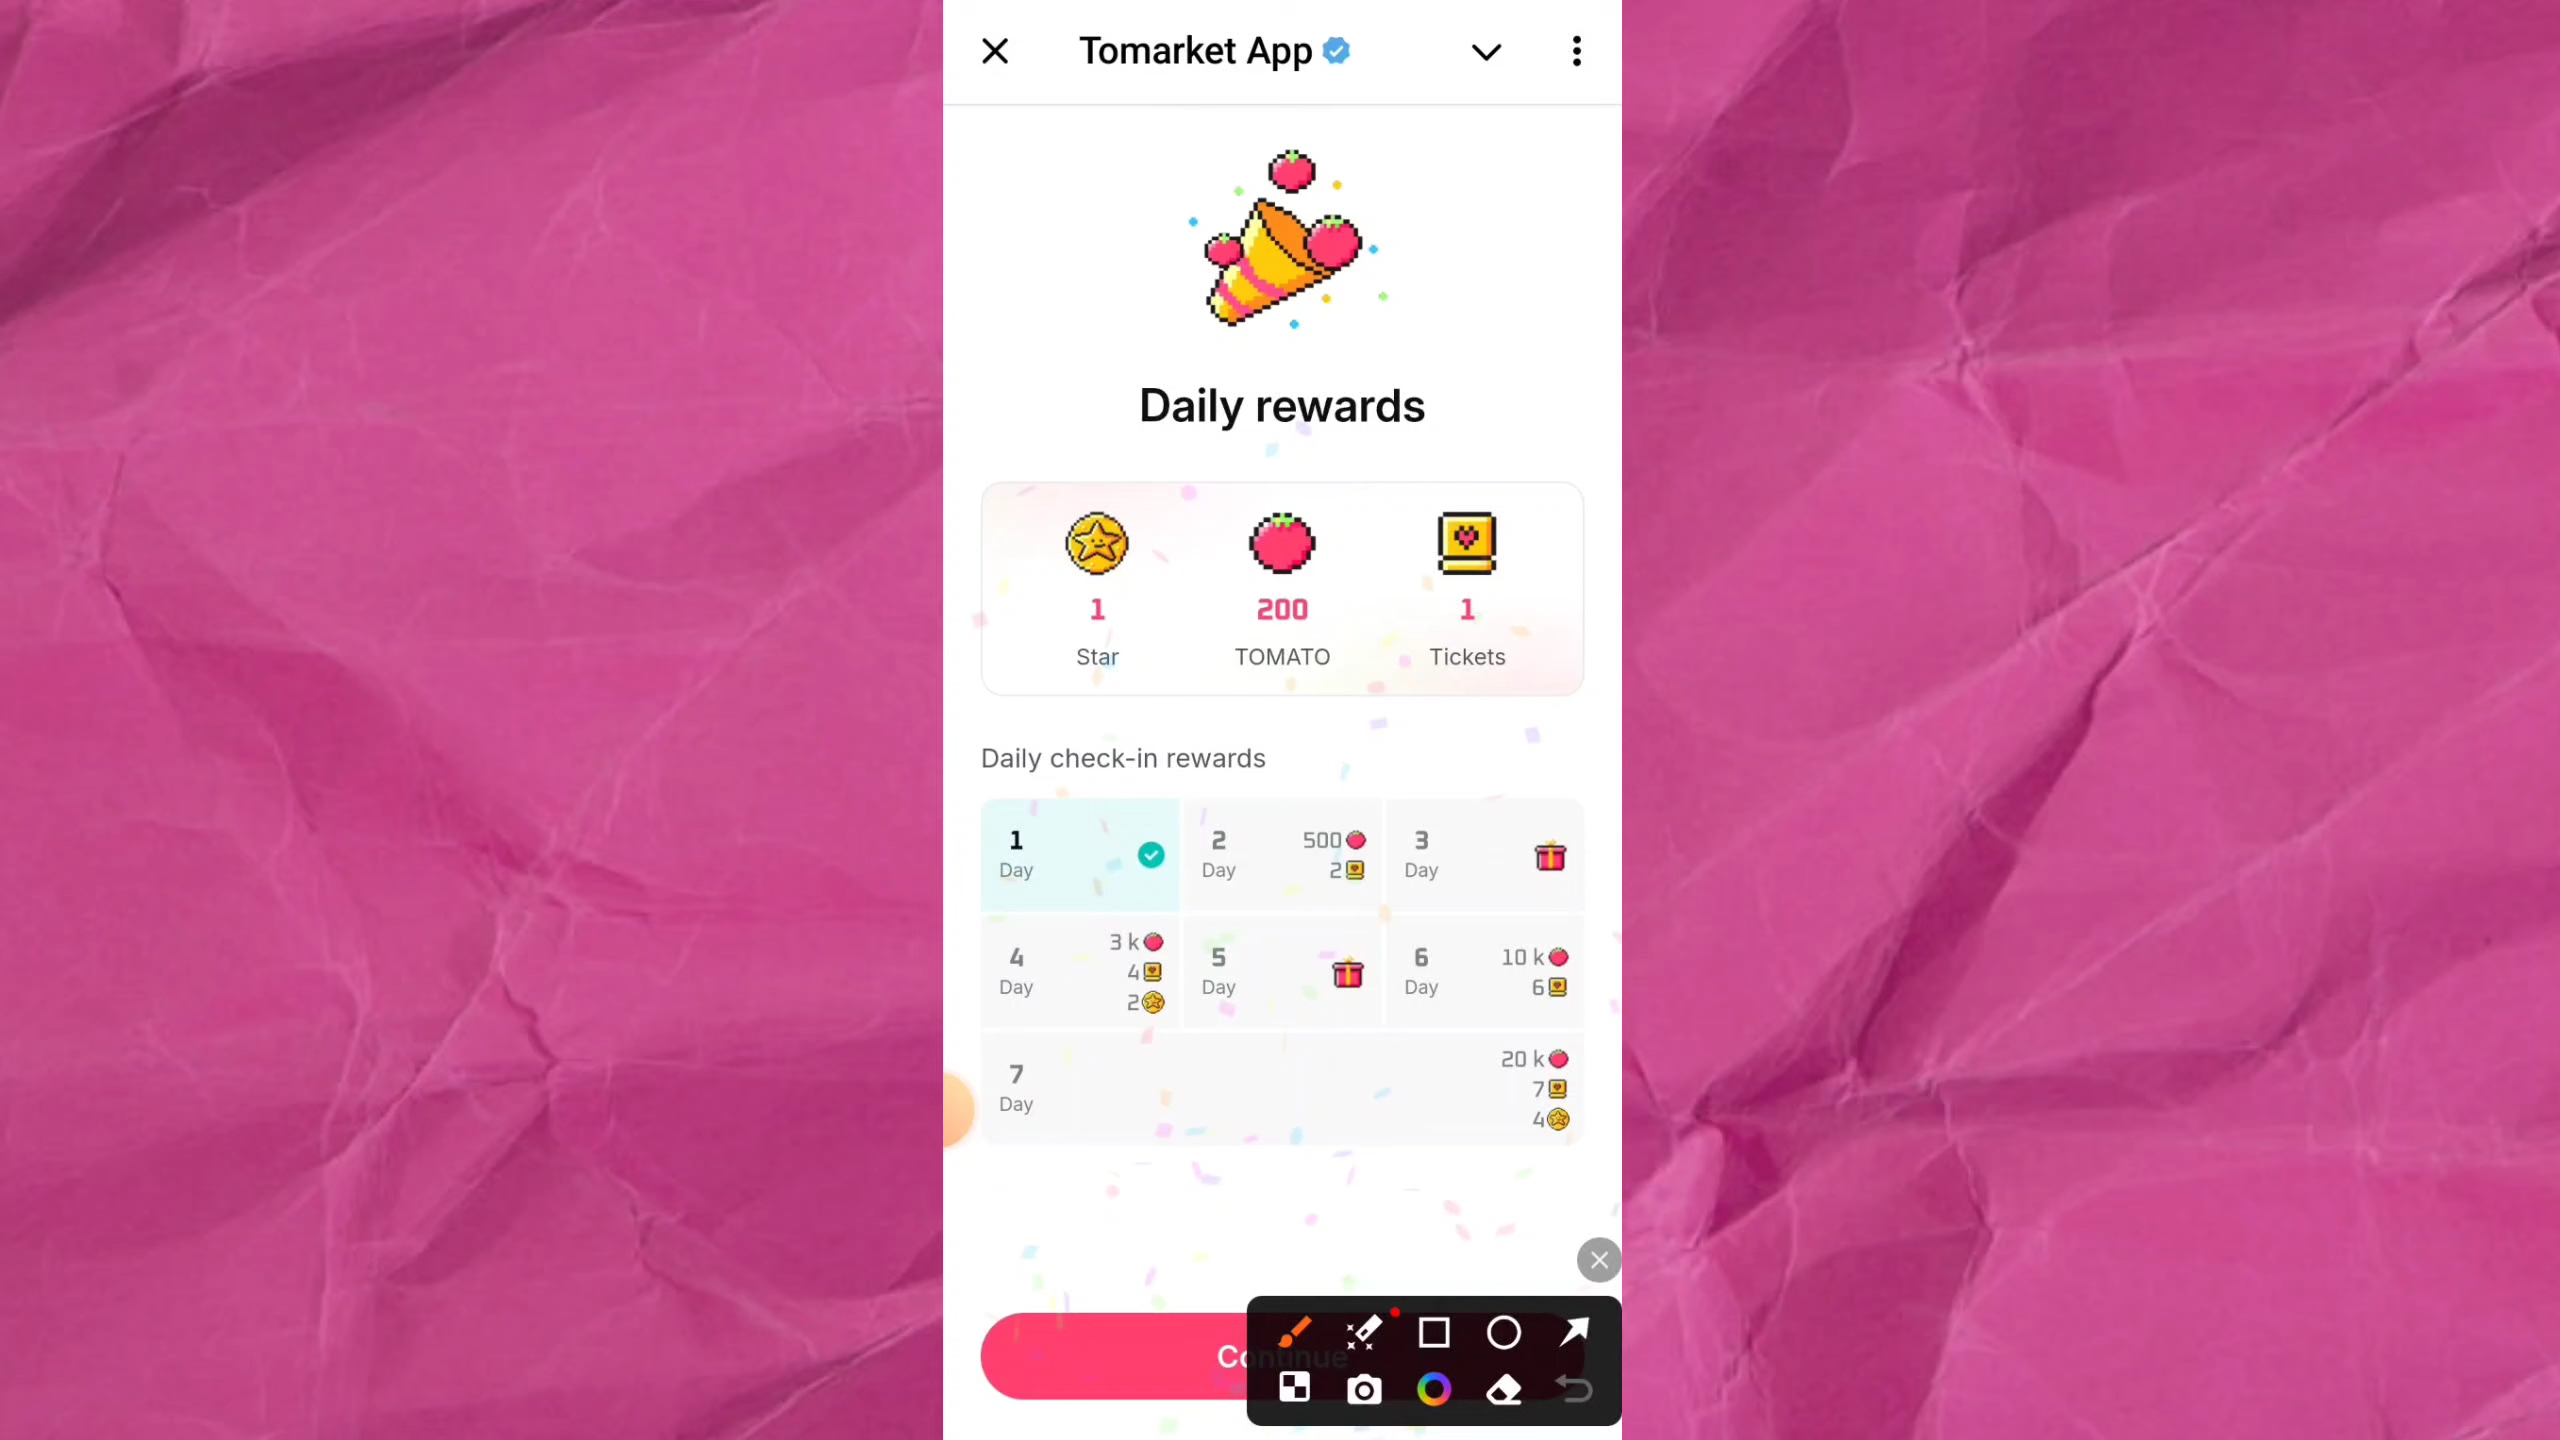 Tomarket App
Daily rewards
1
200
1
Star
TOMATO
Tickets
Daily check-in rewards
1
Day
2
Day
500
2
3
Day
4
Day
3 k
4
2
5
Day
6
Day
10 k
6
7
Day
20 k
7
4
Continue